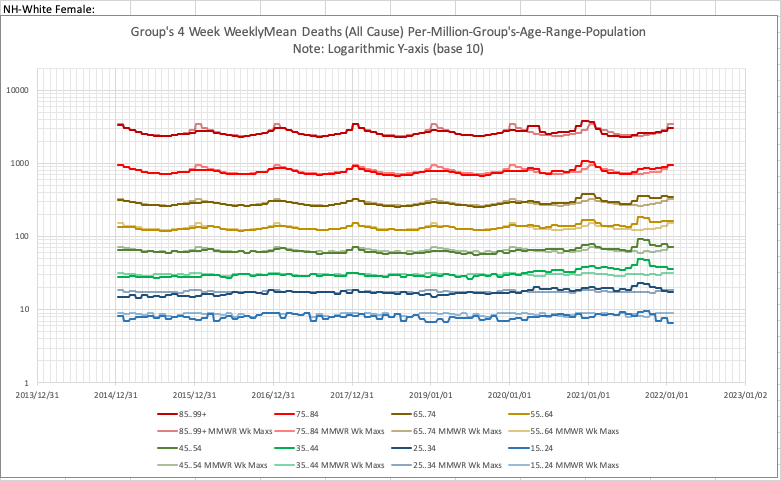 NH-White Female:
Group's 4 Week WeeklyMean Deaths (All Cause) Per-Million-Group's-Age-Range-Population
Note: Logarithmic Y-axis (base 10)
10000
1000
100
10
1
2013/12/31 2014/12/31 2015/12/31 2016/12/31 2017/12/31 2019/01/01 2020/01/01 2021/01/01 2022/01/01 2023/01/02
85..99+ 75..84 65..74 55..64
85..99+ MMWR Wk Maxs 75..84 MMWR Wk Maxs 65..74 MMWR Wk Maxs 55..64 MMWR Wk Maxs
45..54 35..44 25..34 15..24
45..54 MMWR Wk Maxs 35..44 MMWR Wk Maxs 25..34 MMWR Wk Maxs 15..24 MMWR Wk Maxs